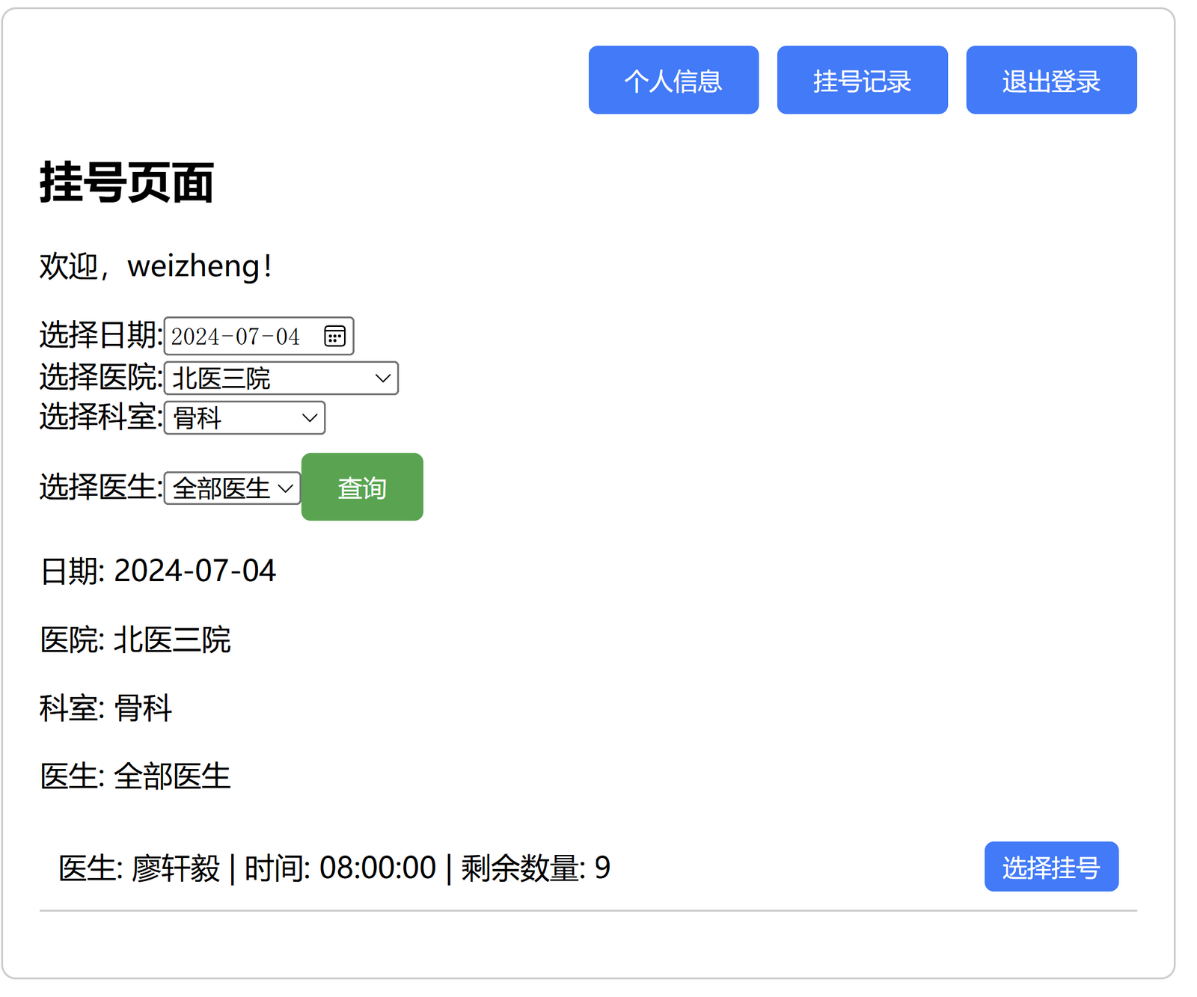 个人信息 挂号记录 退出登录
挂号页面
欢迎，weizheng！
选择日期: 2024-07-04
选择医院: 北医三院
选择科室: 骨科
选择医生: 全部医生 查询
日期: 2024-07-04
医院: 北医三院
科室: 骨科
医生: 全部医生
医生: 廖轩毅 | 时间: 08:00:00 | 剩余数量: 9 选择挂号